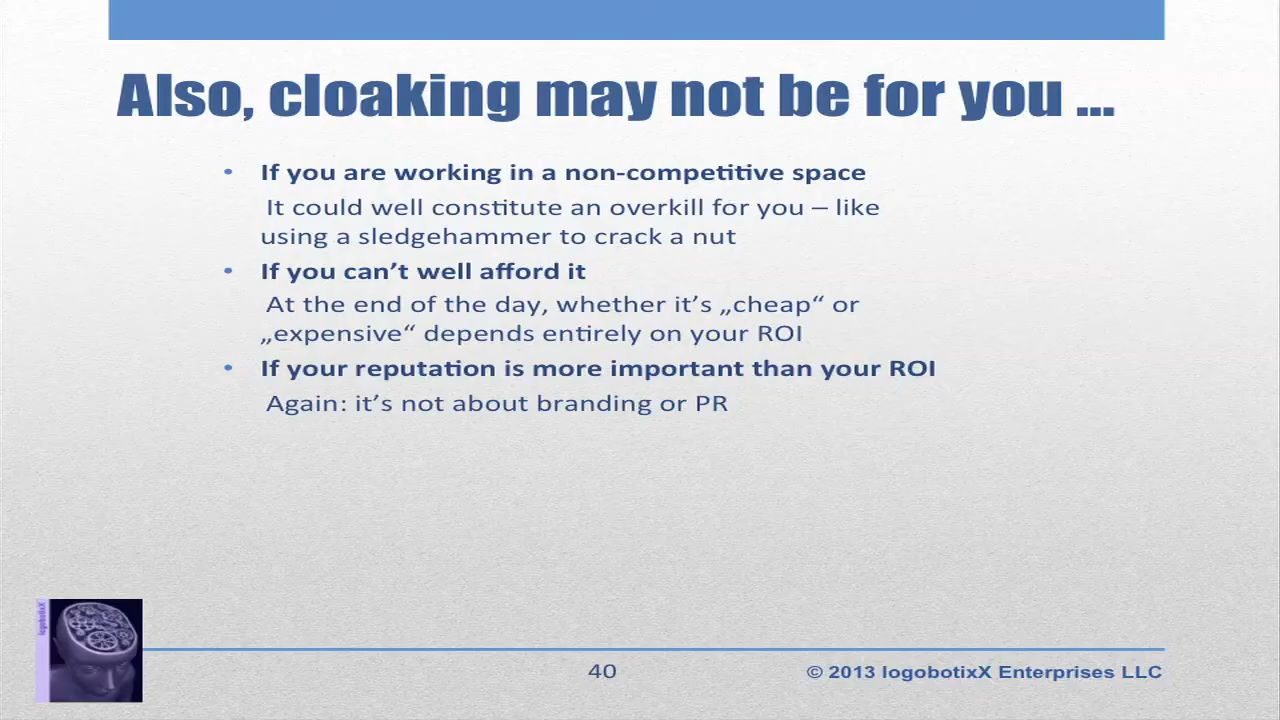 Also, cloaking may not be for you ...
• If you are working in a non-competitive space
It could well constitute an overkill for you – like
using a sledgehammer to crack a nut
• If you can’t well afford it
At the end of the day, whether it’s „cheap“ or
„expensive“ depends entirely on your ROI
• If your reputation is more important than your ROI
Again: it’s not about branding or PR
logobotixX
40
© 2013 logobotixX Enterprises LLC